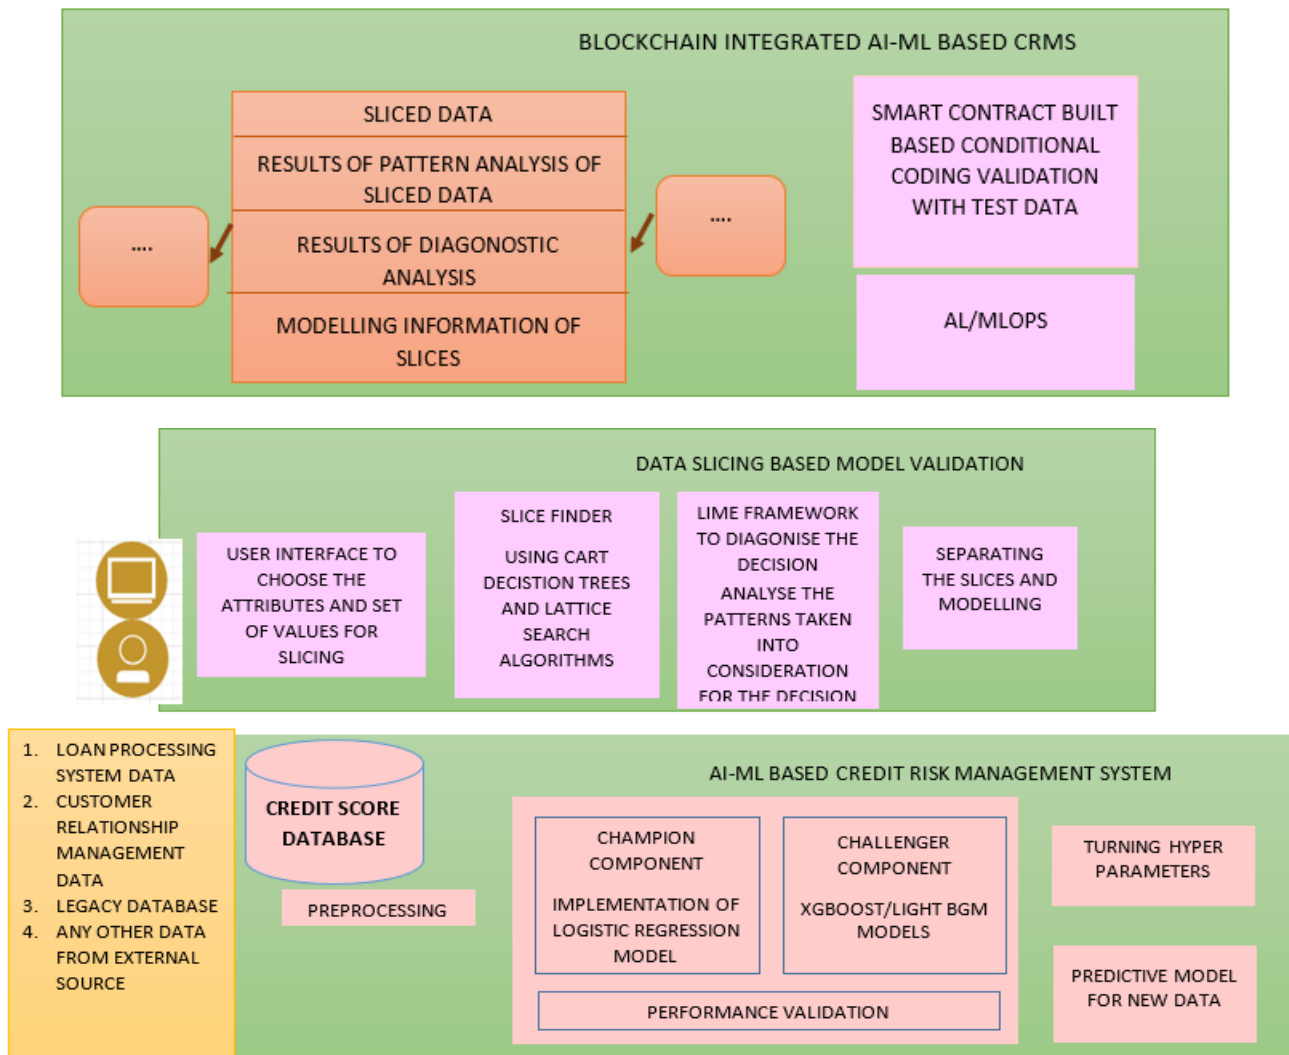 BLOCKCHAIN INTEGRATED AI-ML BASED CRMS
SLICED DATA
RESULTS OF PATTERN ANALYSIS OF
SLICED DATA
RESULTS OF DIAGONOSTIC
ANALYSIS
MODELLING INFORMATION OF
SLICES
....
....
SMART CONTRACT BUILT
BASED CONDITIONAL
CODING VALIDATION
WITH TEST DATA
AL/MLOPS
DATA SLICING BASED MODEL VALIDATION
USER INTERFACE TO
CHOOSE THE
ATTRIBUTES AND SET
OF VALUES FOR
SLICING
SLICE FINDER
USING CART
DECISTION TREES
AND LATTICE
SEARCH
ALGORITHMS
LIME FRAMEWORK
TO DIAGONISE THE
DECISION
ANALYSE THE
PATTERNS TAKEN
INTO
CONSIDERATION
FOR THE DECISION
SEPARATING
THE SLICES AND
MODELLING
1. LOAN PROCESSING
SYSTEM DATA
2. CUSTOMER
RELATIONSHIP
MANAGEMENT
DATA
3. LEGACY DATABASE
4. ANY OTHER DATA
FROM EXTERNAL
SOURCE
CREDIT SCORE
DATABASE
PREPROCESSING
AI-ML BASED CREDIT RISK MANAGEMENT SYSTEM
CHAMPION
COMPONENT
IMPLEMENTATION OF
LOGISTIC REGRESSION
MODEL
CHALLENGER
COMPONENT
XGBOOST/LIGHT BGM
MODELS
PERFORMANCE VALIDATION
TURNING HYPER
PARAMETERS
PREDICTIVE MODEL
FOR NEW DATA